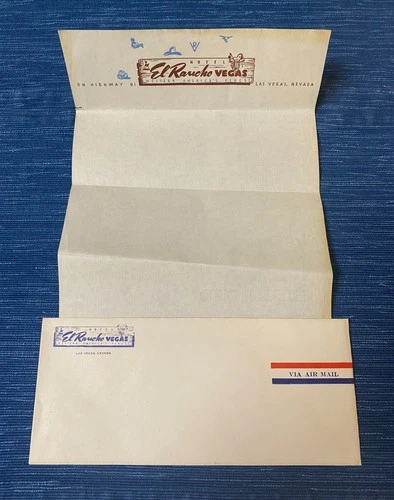 HOTEL
El Rancho VEGAS
ON HIGHWAY 91
LAS VEGAS, NEVADA
HOTEL
El Rancho VEGAS
LAS VEGAS, NEVADA
VIA AIR MAIL